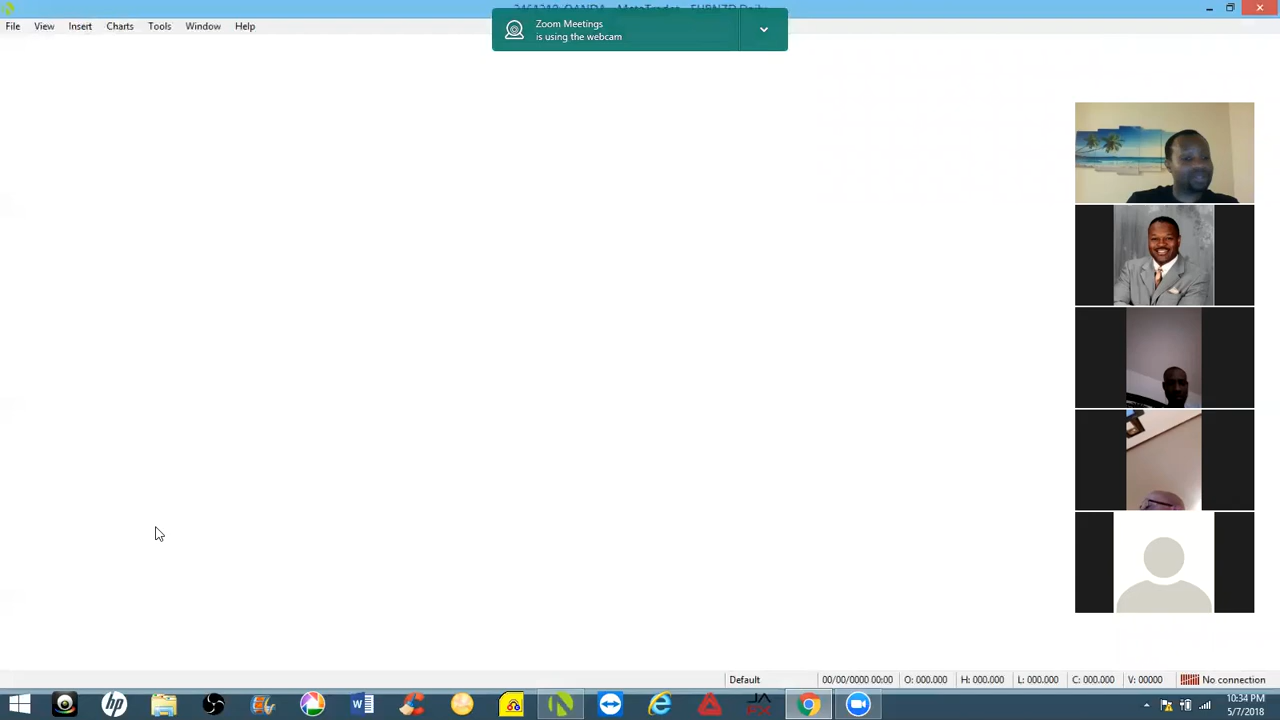 Zoom Meetings
is using the webcam
File View Insert Charts Tools Window Help
Default 00/00/0000 00:00 O: 000.000 H: 000.000 L: 000.000 C: 000.000 V: 00000 No connection
10:34 PM
5/7/2018